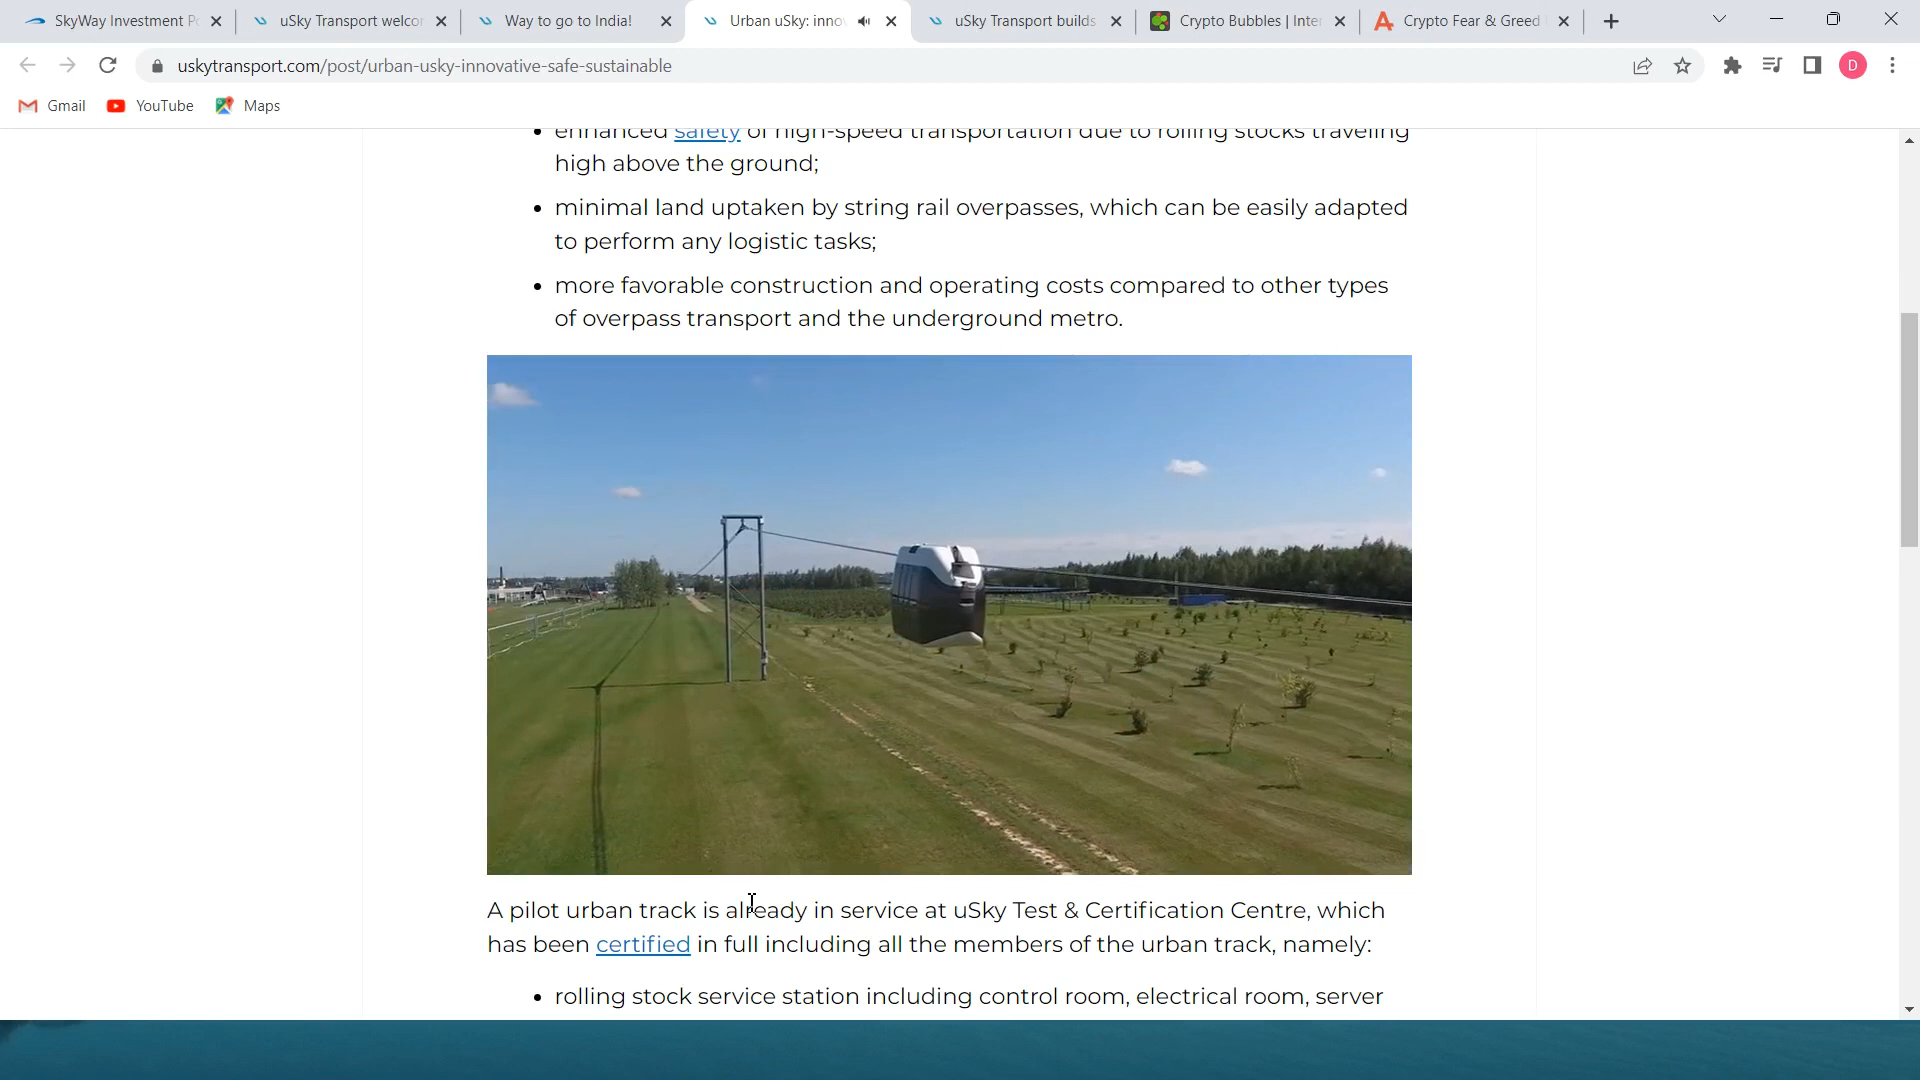 SkyWay Investment P
uSky Transport welco
Way to go to India!
Urban uSky: inno
uSky Transport builds
Crypto Bubbles | Inte
Crypto Fear & Greed
uskytransport.com/post/urban-usky-innovative-safe-sustainable
D
Gmail
YouTube
Maps
• enhanced safety of high-speed transportation due to rolling stocks traveling
high above the ground;
• minimal land uptaken by string rail overpasses, which can be easily adapted
to perform any logistic tasks;
• more favorable construction and operating costs compared to other types
of overpass transport and the underground metro.
A pilot urban track is already in service at uSky Test & Certification Centre, which
has been certified in full including all the members of the urban track, namely:
• rolling stock service station including control room, electrical room, server